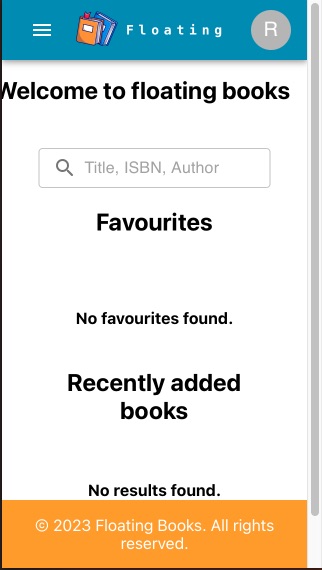 Floating
R
Welcome to floating books
Title, ISBN, Author
Favourites
No favourites found.
Recently added
books
No results found.
© 2023 Floating Books. All rights
reserved.